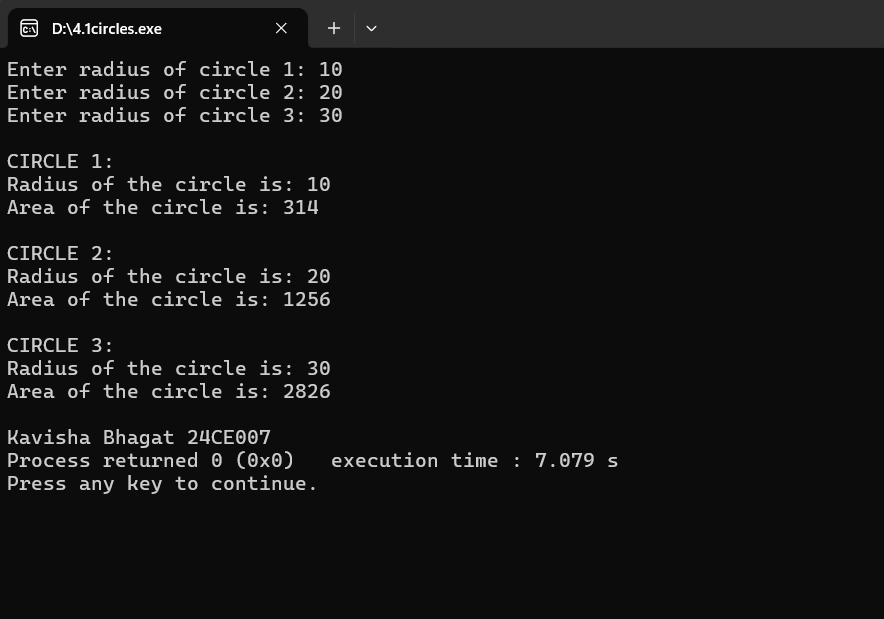 D:\4.1circles.exe
Enter radius of circle 1: 10
Enter radius of circle 2: 20
Enter radius of circle 3: 30
CIRCLE 1:
Radius of the circle is: 10
Area of the circle is: 314
CIRCLE 2:
Radius of the circle is: 20
Area of the circle is: 1256
CIRCLE 3:
Radius of the circle is: 30
Area of the circle is: 2826
Kavisha Bhagat 24CE007
Process returned 0 (0x0)   execution time : 7.079 s
Press any key to continue.